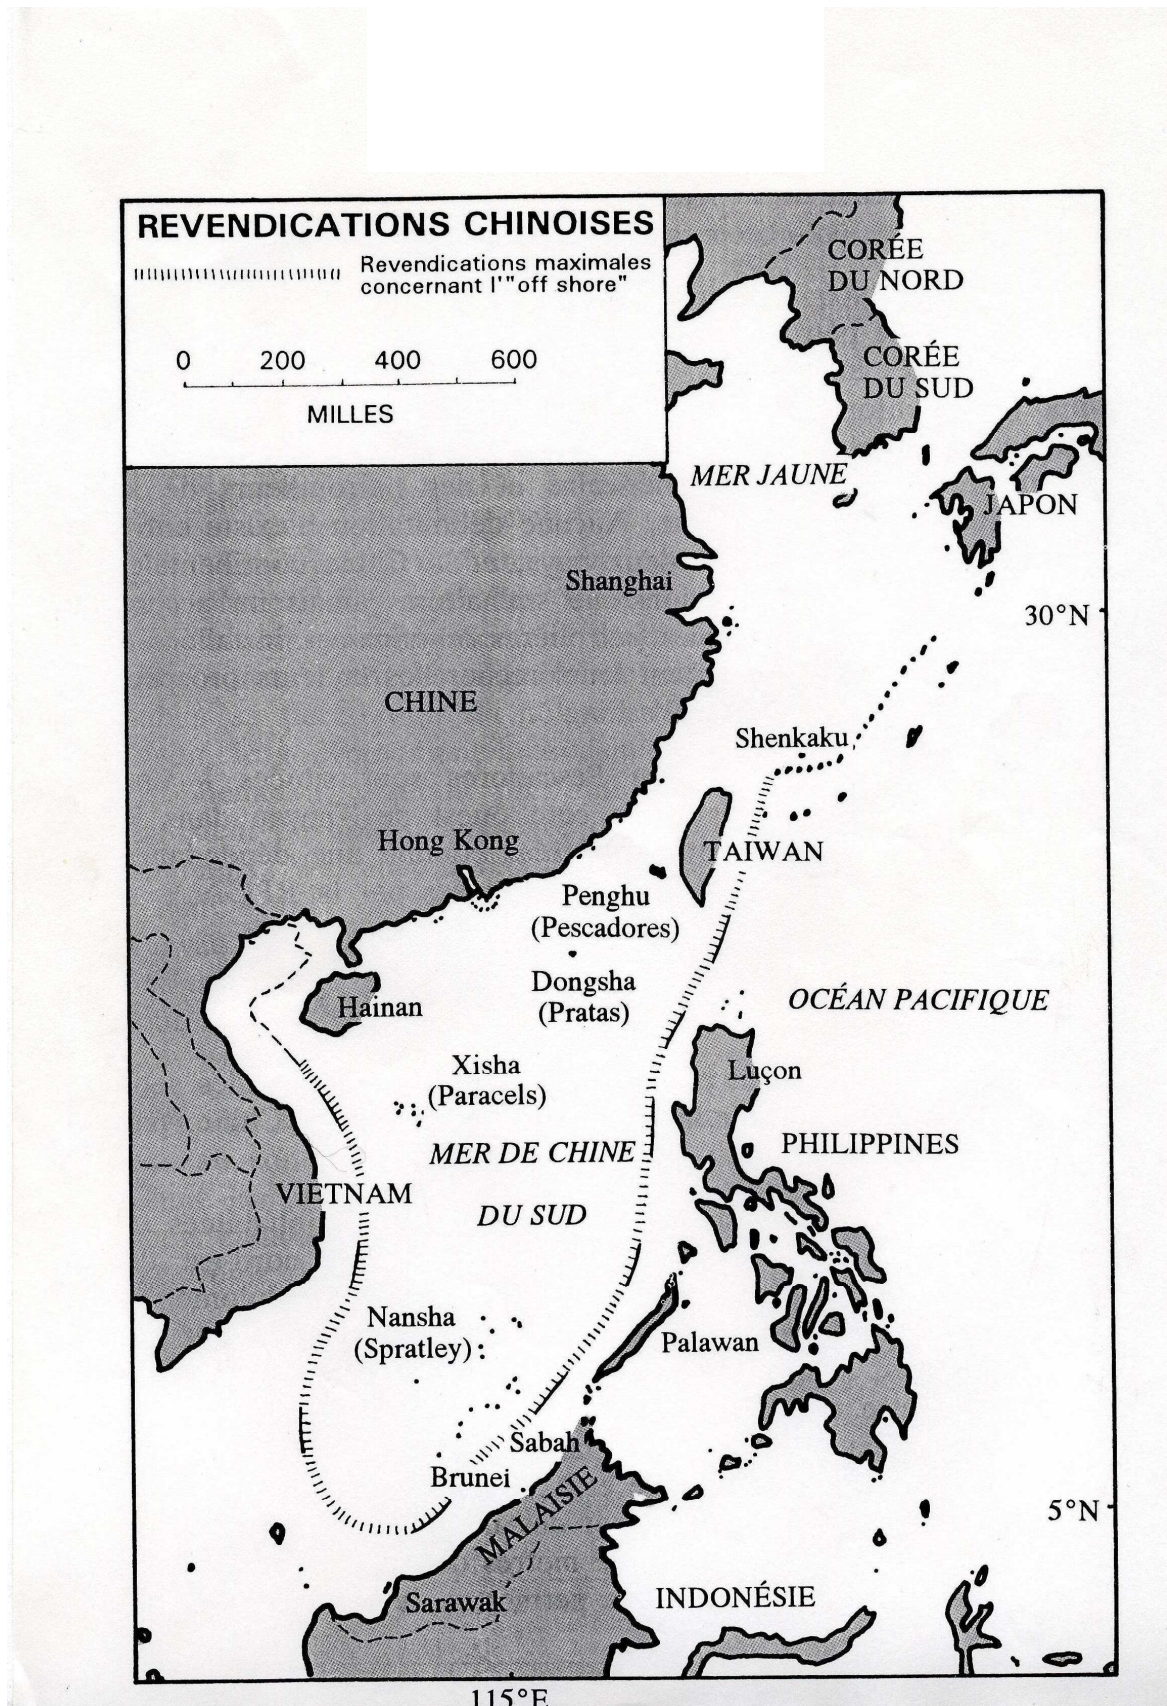 REVENDICATIONS CHINOISES
Revendications maximales
concernant l'"off shore"
0 200 400 600
MILLES
CORÉE
DU NORD
CORÉE
DU SUD
MER JAUNE
JAPON
Shanghai
30°N
CHINE
Shenkaku
Hong Kong
TAIWAN
Penghu
(Pescadores)
Dongsha
(Pratas)
Hainan
OCÉAN PACIFIQUE
Xisha
(Paracels)
Luçon
MER DE CHINE
DU SUD
PHILIPPINES
VIETNAM
Nansha
(Spratley)
Palawan
Sabah
Brunei
MALAISIE
5°N
Sarawak
INDONÉSIE
115°E